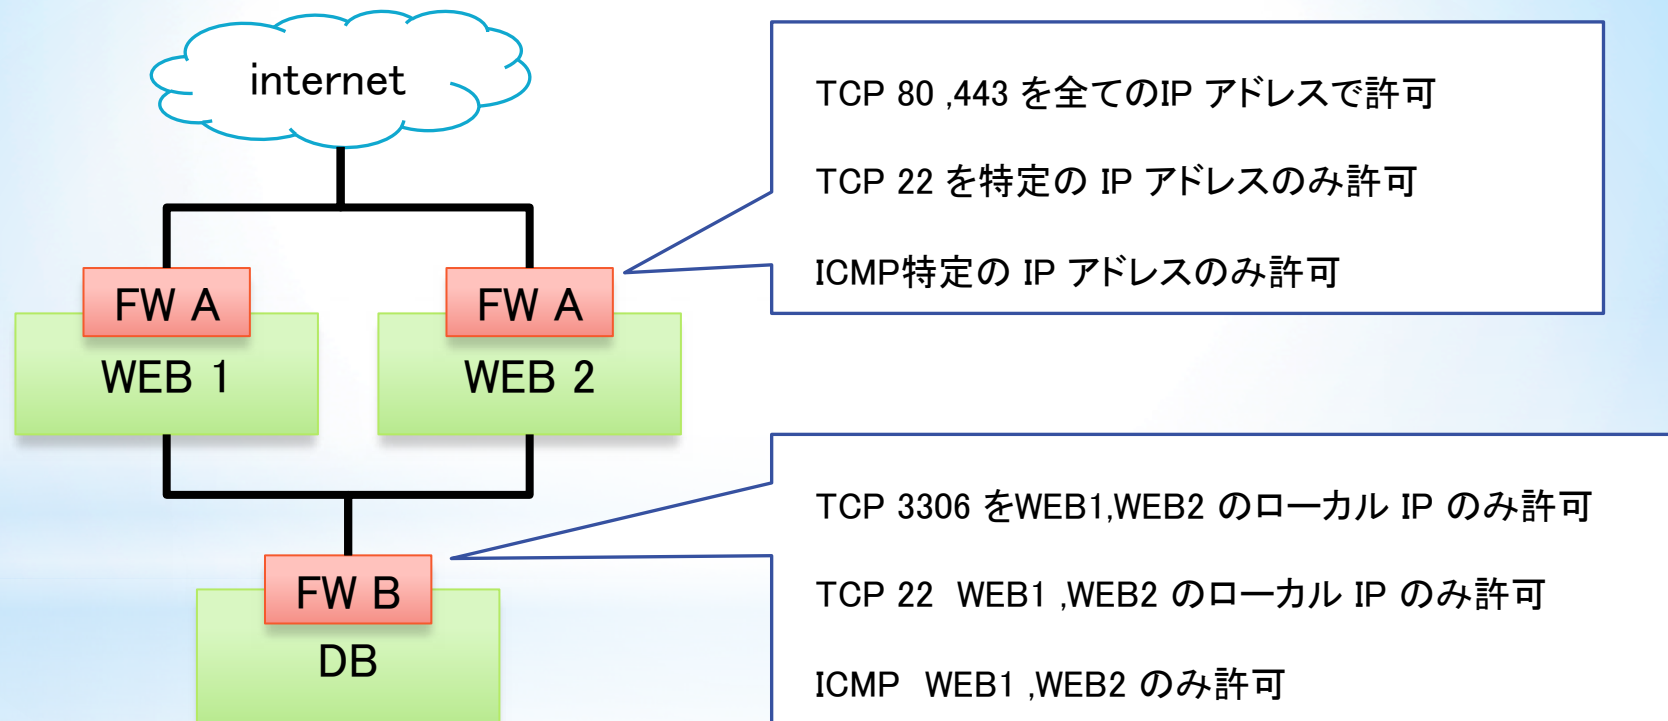 internet
TCP 80 ,443 を全てのIP アドレスで許可
TCP 22 を特定の IP アドレスのみ許可
ICMP特定の IP アドレスのみ許可
FW A
FW A
WEB 1
WEB 2
TCP 3306 をWEB1,WEB2 のローカル IP のみ許可
TCP 22 WEB1 ,WEB2 のローカル IP のみ許可
ICMP WEB1 ,WEB2 のみ許可
FW B
DB